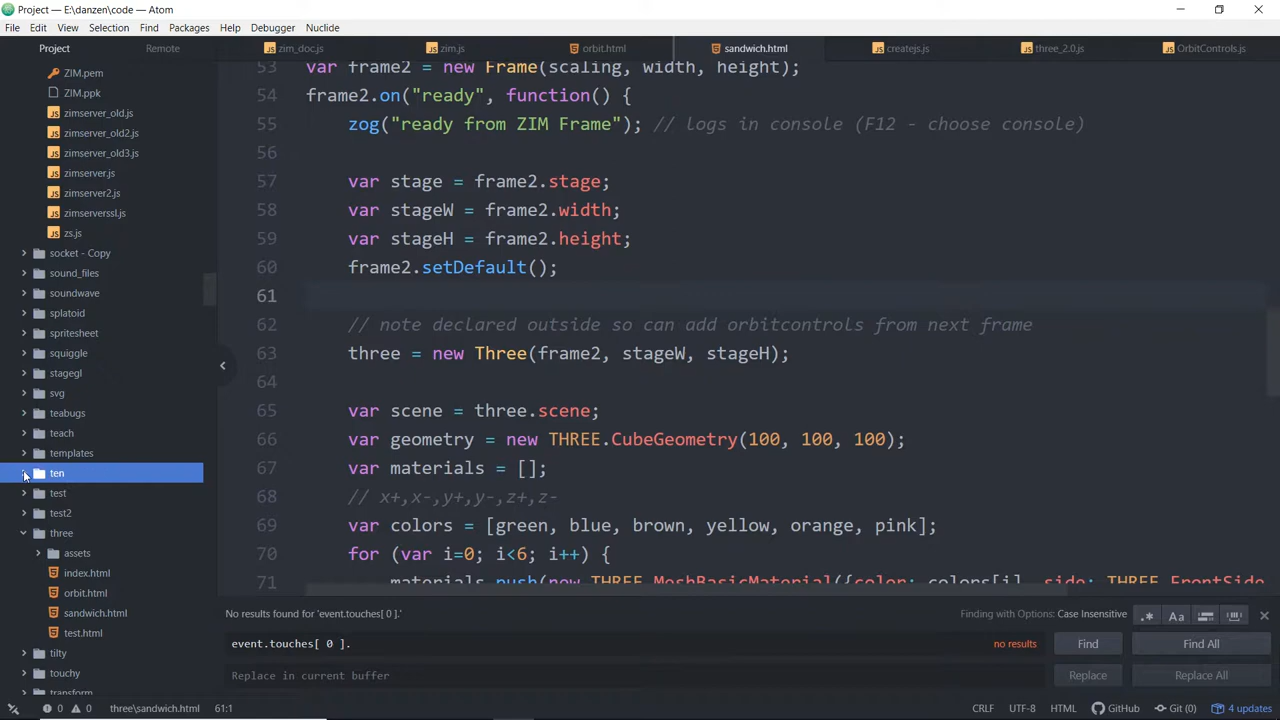 Project — E:\danzen\code — Atom
File Edit View Selection Find Packages Help Debugger Nuclide
Project Remote
zim_doc.js zim.js orbit.html sandwich.html createjs.js three_2.0.js OrbitControls.js
ZIM.pem
ZIM.ppk
zimserver_old.js
zimserver_old2.js
zimserver_old3.js
zimserver.js
zimserver2.js
zimserverssl.js
zs.js
socket - Copy
sound_files
soundwave
splatoid
spritesheet
squiggle
stagegl
svg
teabugs
teach
templates
ten
test
test2
three
assets
index.html
orbit.html
sandwich.html
test.html
tilty
touchy
transform
53 var frame2 = new Frame(scaling, width, height);
54 frame2.on("ready", function() {
55 zog("ready from ZIM Frame"); // logs in console (F12 - choose console)
56
57 var stage = frame2.stage;
58 var stageW = frame2.width;
59 var stageH = frame2.height;
60 frame2.setDefault();
61
62 // note declared outside so can add orbitcontrols from next frame
63 three = new Three(frame2, stageW, stageH);
64
65 var scene = three.scene;
66 var geometry = new THREE.CubeGeometry(100, 100, 100);
67 var materials = [];
68 // x+,x-,y+,y-,z+,z-
69 var colors = [green, blue, brown, yellow, orange, pink];
70 for (var i=0; i<6; i++) {
71 materials.push(new THREE.MeshBasicMaterial({color: colors[i], side: THREE.FrontSide
No results found for 'event.touches[ 0 ].' Finding with Options: Case Insensitive .* Aa
event.touches[ 0 ]. no results Find Find All
Replace in current buffer Replace Replace All
0 0 7 three\sandwich.html 61:1 CRLF UTF-8 HTML GitHub Git (0) 4 updates